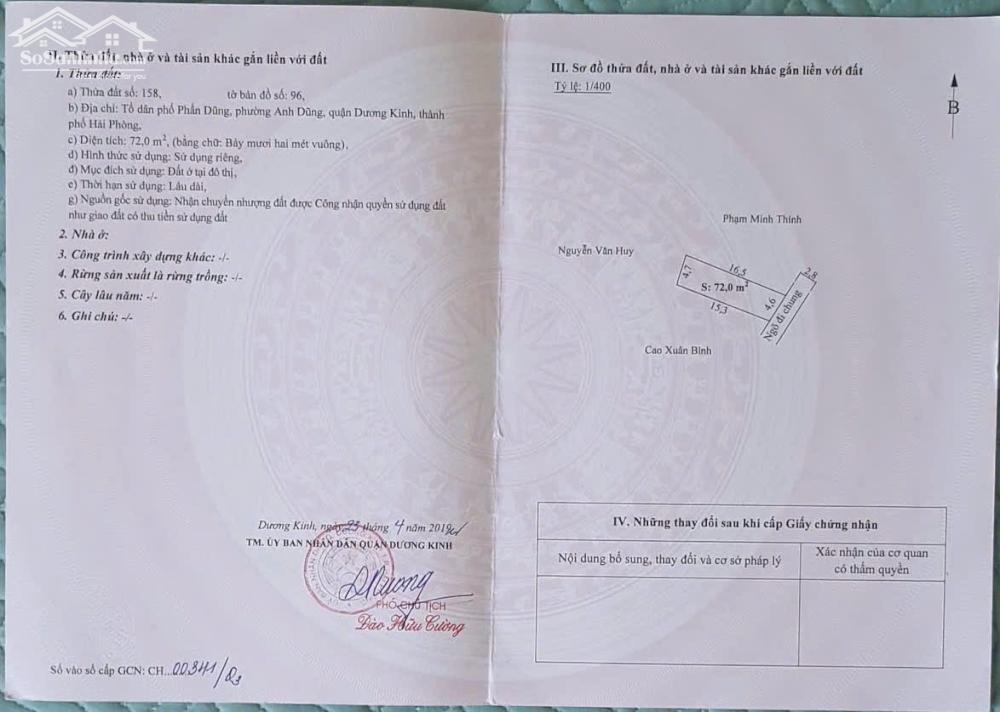 II. Thửa đất, nhà ở và tài sản khác gắn liền với đất
1. Thửa đất:
a) Thửa đất số: 158, tờ bản đồ số: 96,
b) Địa chỉ: Tổ dân phố Phấn Dũng, phường Anh Dũng, quận Dương Kinh, thành
phố Hải Phòng,
c) Diện tích: 72,0 m², (bằng chữ: Bảy mươi hai mét vuông),
d) Hình thức sử dụng: Sử dụng riêng,
đ) Mục đích sử dụng: Đất ở tại đô thị,
e) Thời hạn sử dụng: Lâu dài,
g) Nguồn gốc sử dụng: Nhận chuyển nhượng đất được Công nhận quyền sử dụng đất
như giao đất có thu tiền sử dụng đất
2. Nhà ở:
3. Công trình xây dựng khác: -/-
4. Rừng sản xuất là rừng trồng: -/-
5. Cây lâu năm: -/-
6. Ghi chú: -/-
Dương Kinh, ngày 23 tháng 4 năm 2019
TM. ỦY BAN NHÂN DÂN QUẬN DƯƠNG KINH
PHÓ CHỦ TỊCH
Đào Hữu Cường
Số vào sổ cấp GCN: CH...00341/Q3
III. Sơ đồ thửa đất, nhà ở và tài sản khác gắn liền với đất
Tỷ lệ: 1/400
B
Phạm Minh Thính
Nguyễn Văn Huy
4,7
16,5
2,8
S: 72,0 m²
4,6
15,3
Ngõ đi chung
Cao Xuân Bình
IV. Những thay đổi sau khi cấp Giấy chứng nhận
Nội dung bổ sung, thay đổi và cơ sở pháp lý
Xác nhận của cơ quan
có thẩm quyền